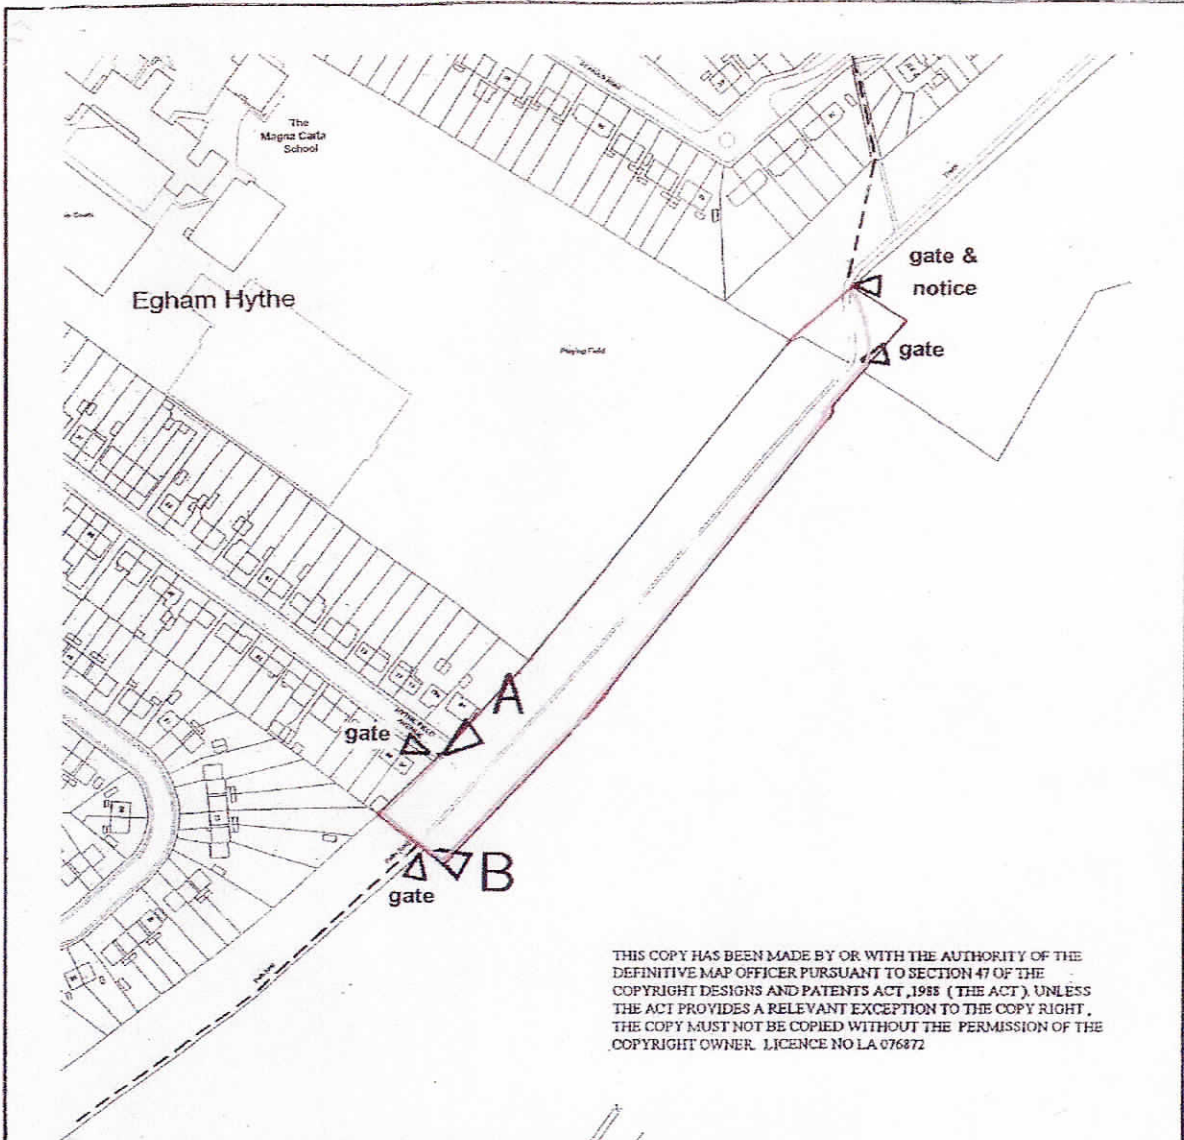 The
Magna Carta
School
Egham Hythe
Playing Field
Path
gate &
notice
gate
A
gate
B
gate
THIS COPY HAS BEEN MADE BY OR WITH THE AUTHORITY OF THE
DEFINITIVE MAP OFFICER PURSUANT TO SECTION 47 OF THE
COPYRIGHT DESIGNS AND PATENTS ACT,1988 (THE ACT). UNLESS
THE ACT PROVIDES A RELEVANT EXCEPTION TO THE COPY RIGHT,
THE COPY MUST NOT BE COPIED WITHOUT THE PERMISSION OF THE
COPYRIGHT OWNER. LICENCE NO LA 076872